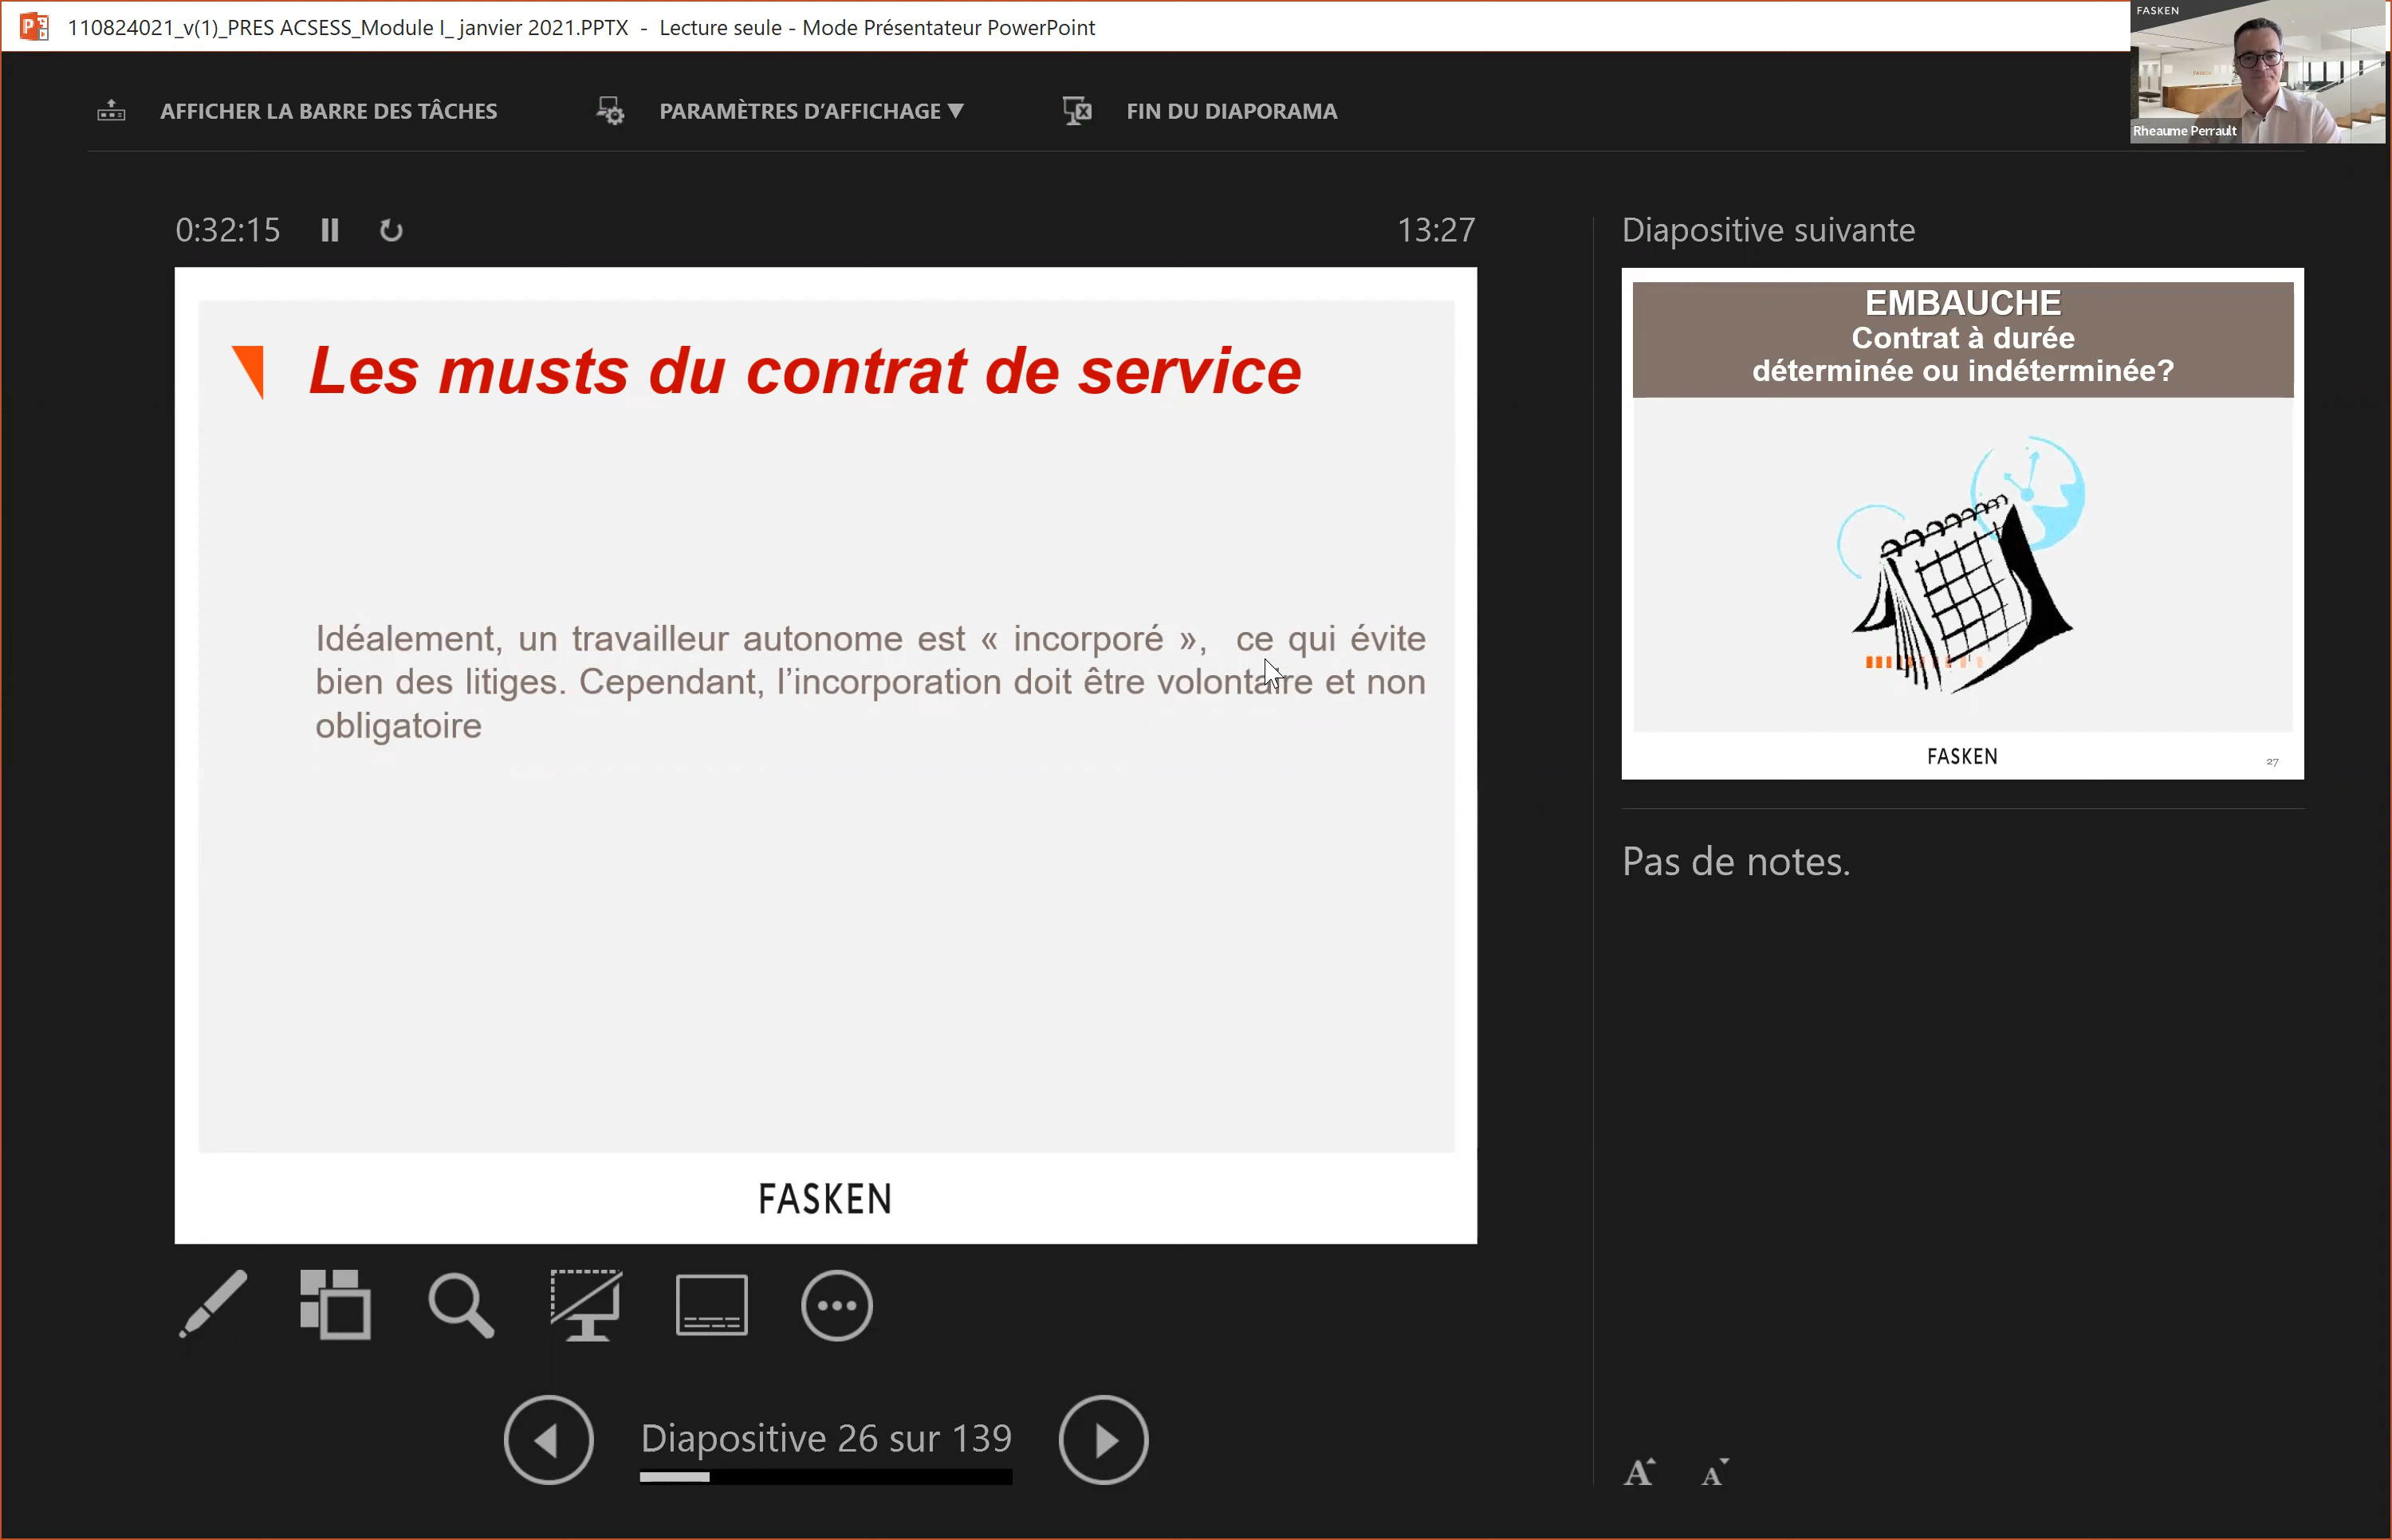 110824021_v(1)_PRES ACSESS_Module I_ janvier 2021.PPTX - Lecture seule - Mode Présentateur PowerPoint
FASKEN
Rheaume Perrault
AFFICHER LA BARRE DES TÂCHES
PARAMÈTRES D'AFFICHAGE ▼
FIN DU DIAPORAMA
0:32:15
13:27
Les musts du contrat de service
Idéalement, un travailleur autonome est « incorporé », ce qui évite
bien des litiges. Cependant, l'incorporation doit être volontaire et non
obligatoire
FASKEN
Diapositive 26 sur 139
Diapositive suivante
EMBAUCHE
Contrat à durée
déterminée ou indéterminée?
FASKEN
27
Pas de notes.
A A